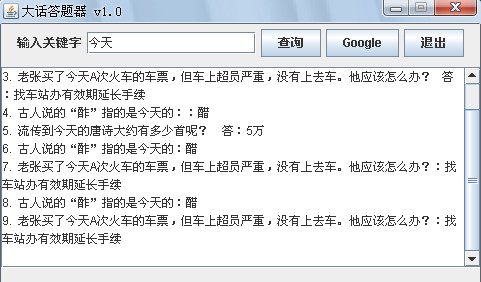 大话答题器 v1.0
输入关键字 今天 查询 Google 退出
3. 老张买了今天A次火车的车票，但车上超员严重，没有上去车。他应该怎么办？ 答
：找车站办有效期延长手续
4. 古人说的“酢”指的是今天的：：醋
5. 流传到今天的唐诗大约有多少首呢？ 答：5万
6. 古人说的“酢”指的是今天的：醋
7. 老张买了今天A次火车的车票，但车上超员严重，没有上去车。他应该怎么办？：找
车站办有效期延长手续
8. 古人说的“酢”指的是今天的：醋
9. 老张买了今天A次火车的车票，但车上超员严重，没有上去车。他应该怎么办？：找
车站办有效期延长手续